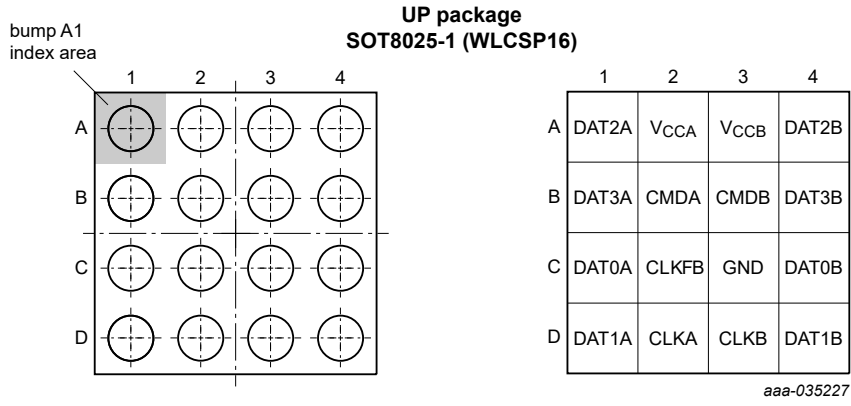 UP package
SOT8025-1 (WLCSP16)
bump A1
index area
1 2 3 4
A
B
C
D
1 2 3 4
A DAT2A VCCA VCCB DAT2B
B DAT3A CMDA CMDB DAT3B
C DAT0A CLKFB GND DAT0B
D DAT1A CLKA CLKB DAT1B
aaa-035227